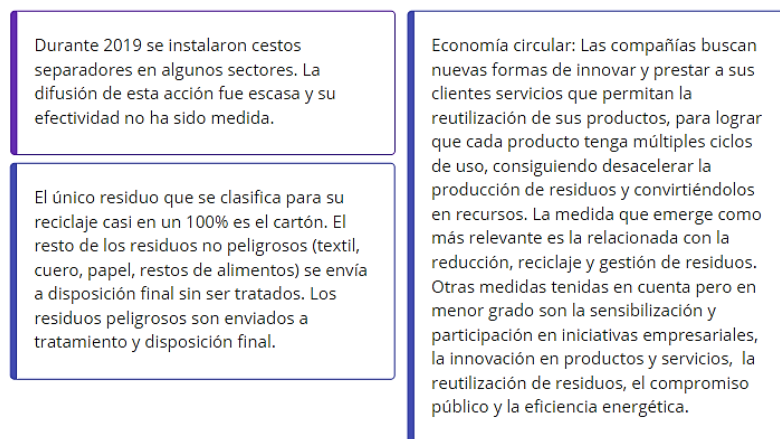 Durante 2019 se instalaron cestos
separadores en algunos sectores. La
difusión de esta acción fue escasa y su
efectividad no ha sido medida.
El único residuo que se clasifica para su
reciclaje casi en un 100% es el cartón. El
resto de los residuos no peligrosos (textil,
cuero, papel, restos de alimentos) se envía
a disposición final sin ser tratados. Los
residuos peligrosos son enviados a
tratamiento y disposición final.
Economía circular: Las compañías buscan
nuevas formas de innovar y prestar a sus
clientes servicios que permitan la
reutilización de sus productos, para lograr
que cada producto tenga múltiples ciclos
de uso, consiguiendo desacelerar la
producción de residuos y convirtiéndolos
en recursos. La medida que emerge como
más relevante es la relacionada con la
reducción, reciclaje y gestión de residuos.
Otras medidas tenidas en cuenta pero en
menor grado son la sensibilización y
participación en iniciativas empresariales,
la innovación en productos y servicios, la
reutilización de residuos, el compromiso
público y la eficiencia energética.